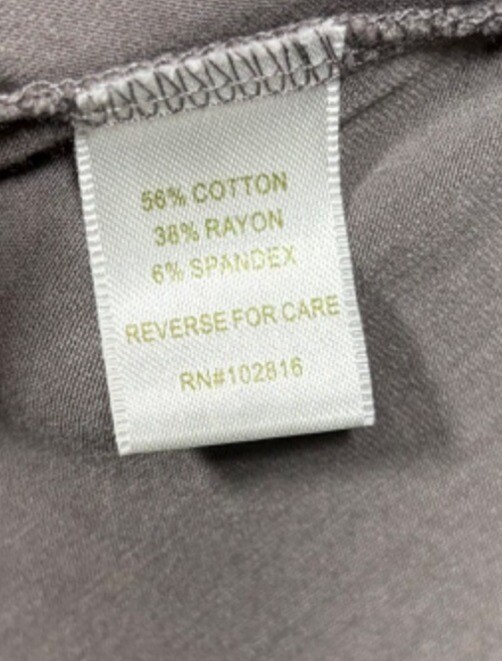 56% COTTON
38% RAYON
6% SPANDEX
REVERSE FOR CARE
RN#102816